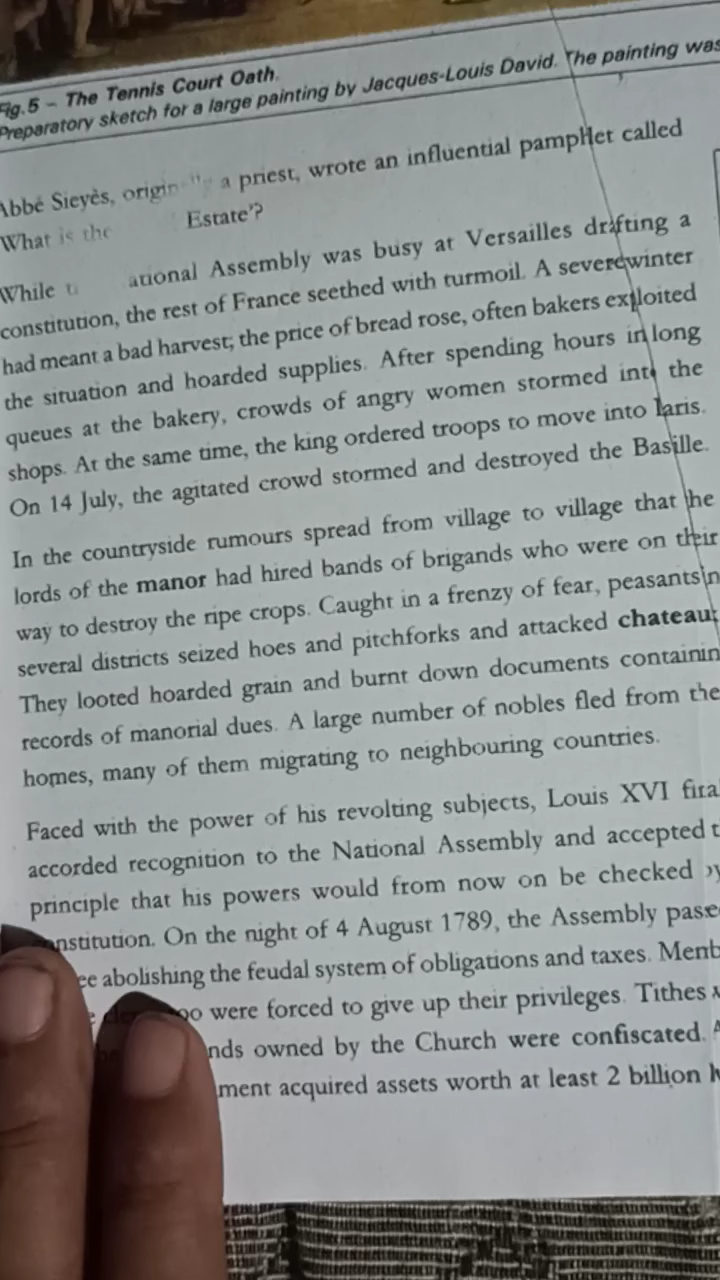 Fig.5 – The Tennis Court Oath.
Preparatory sketch for a large painting by Jacques-Louis David. The painting was
Abbé Sieyès, a priest, wrote an influential pamphlet called
What is the Estate'?
While Assembly was busy at Versailles drafting a
constitution, the rest of France seethed with turmoil. A severe winter
had meant a bad harvest; the price of bread rose, often bakers exploited
the situation and hoarded supplies. After spending hours in long
queues at the bakery, crowds of angry women stormed into the
shops. At the same time, the king ordered troops to move into Paris.
On 14 July, the agitated crowd stormed and destroyed the Bastille.
In the countryside rumours spread from village to village that the
lords of the manor had hired bands of brigands who were on their
way to destroy the ripe crops. Caught in a frenzy of fear, peasants in
several districts seized hoes and pitchforks and attacked
They looted hoarded grain and burnt down documents
records of manorial dues. A large number of nobles fled from
homes, many of them migrating to neighbouring countries.
Faced with the power of his revolting subjects, Louis XVI
accorded recognition to the National Assembly and accepted
principle that his powers would from now on be checked
constitution. On the night of 4 August 1789, the Assembly
abolishing the feudal system of obligations and taxes.
were forced to give up their privileges. Tithes
owned by the Church were confiscated.
acquired assets worth at least 2 billion